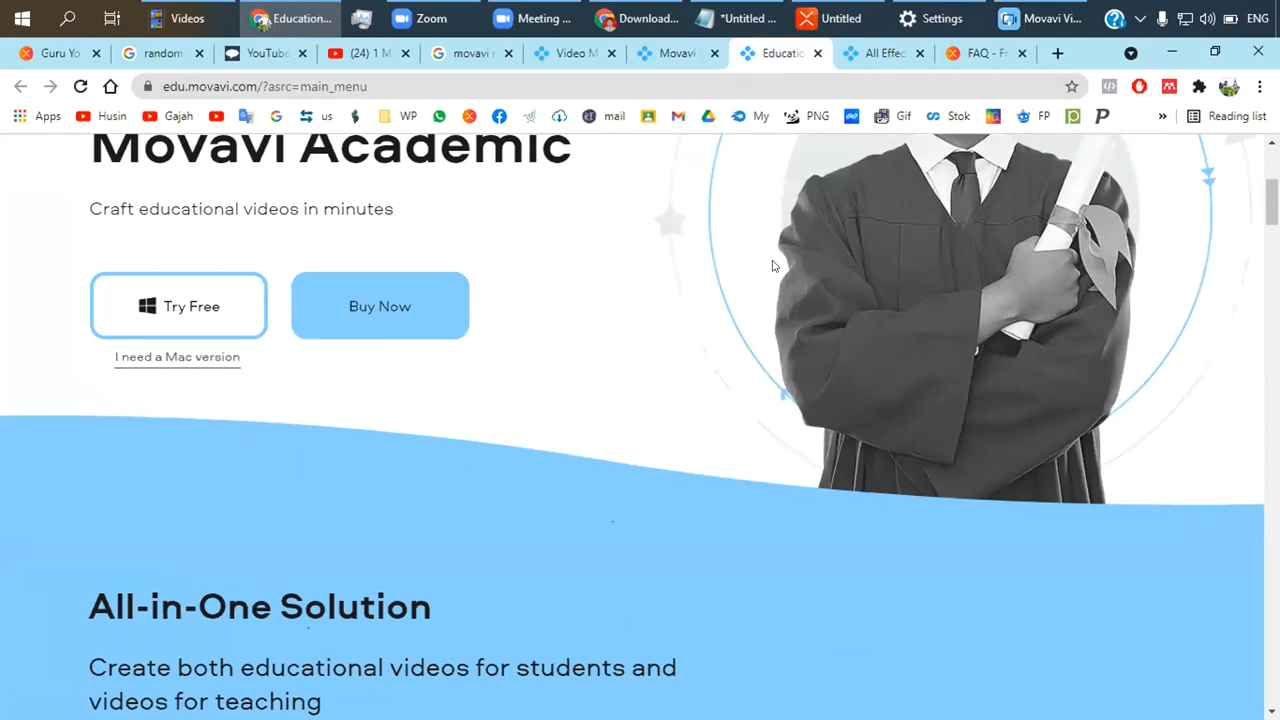 Videos
Education...
Zoom
Meeting ...
Download...
*Untitled ...
Untitled
Settings
Movavi Vi...
ENG
Guru Yo
random
YouTube
(24) 1 M
movavi
Video M
Movavi
Educatio
All Effec
FAQ - Fr
edu.movavi.com/?asrc=main_menu
Apps
Husin
Gajah
us
WP
mail
My
PNG
Gif
Stok
FP
»
Reading list
Movavi Academic
Craft educational videos in minutes
Try Free
Buy Now
I need a Mac version
All-in-One Solution
Create both educational videos for students and
videos for teaching